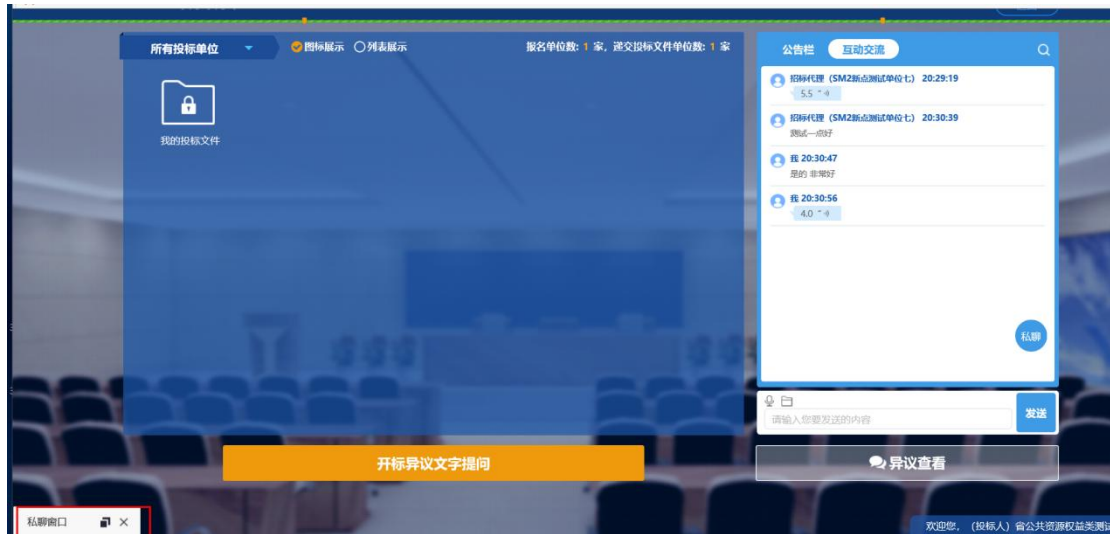 所有投标单位
图标展示 列表展示
报名单位数: 1 家，递交投标文件单位数: 1 家
我的投标文件
公告栏 互动交流
招标代理（SM2新点测试单位七） 20:29:19
5.5 "
招标代理（SM2新点测试单位七） 20:30:39
测试一点好
我 20:30:47
是的 非常好
我 20:30:56
4.0 "
私聊
请输入您要发送的内容
发送
开标异议文字提问
异议查看
私聊窗口
欢迎您，（投标人）省公共资源权益类测试